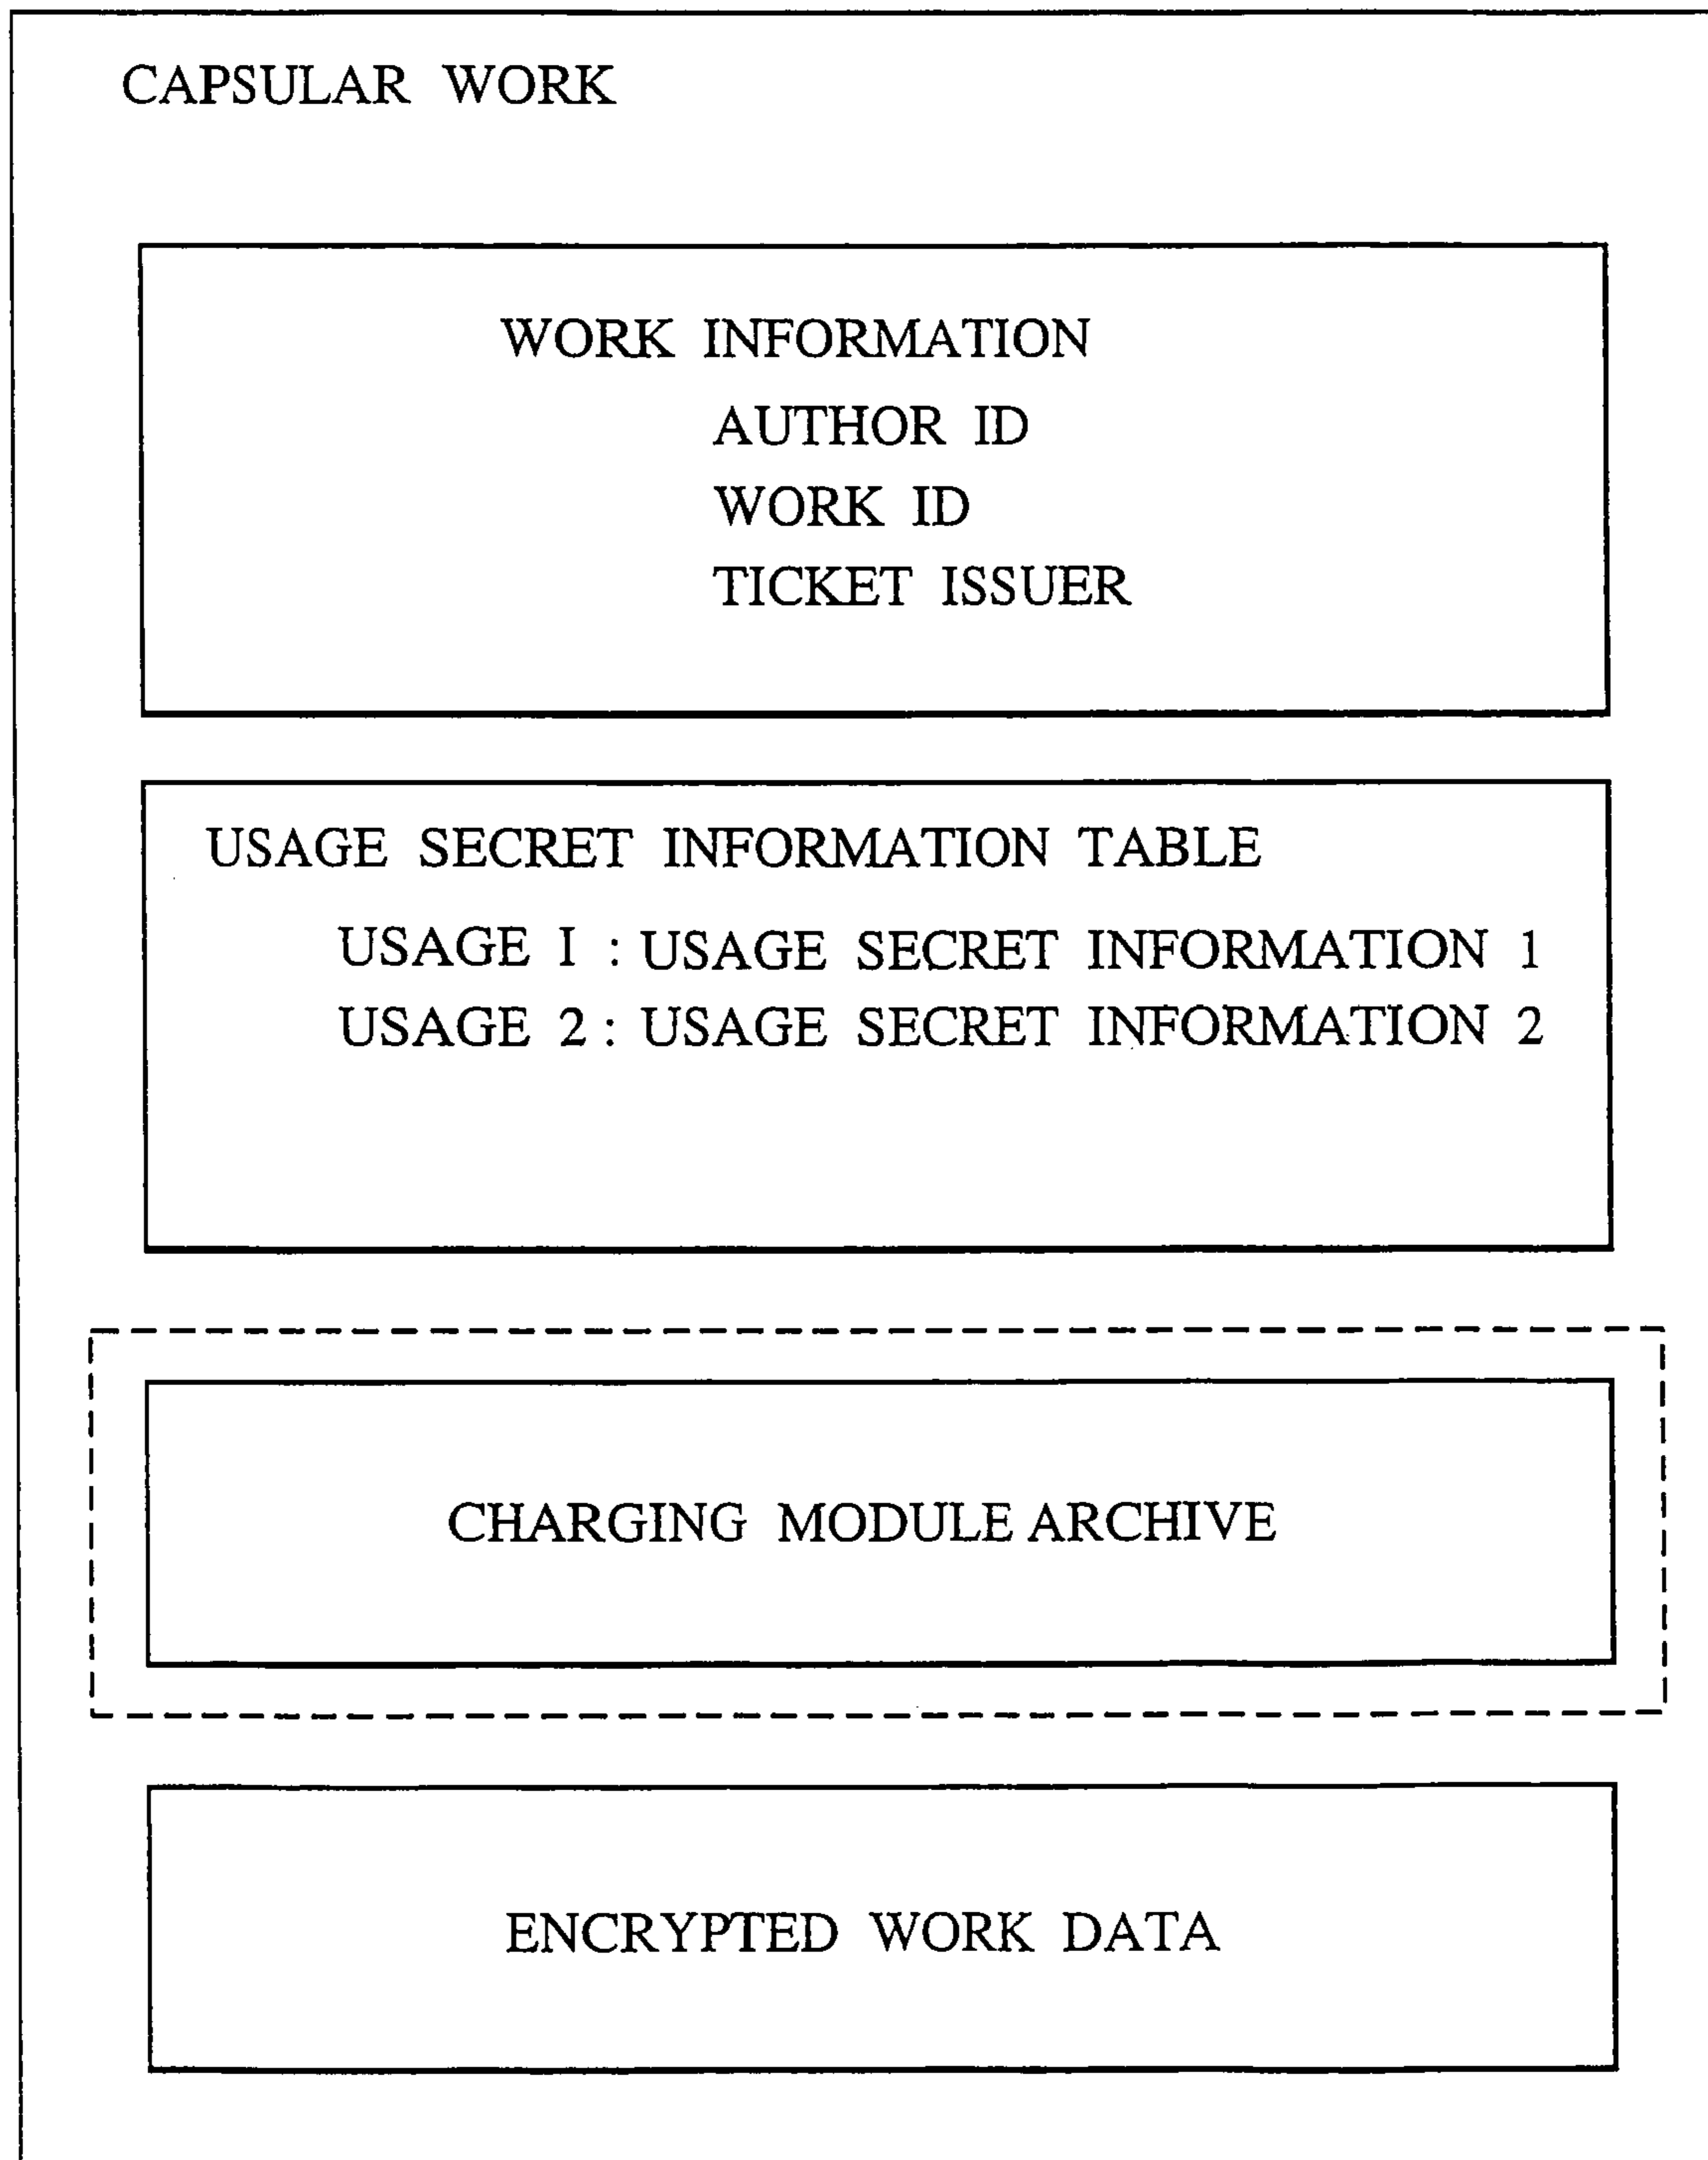 CAPSULAR WORK
WORK INFORMATION
AUTHOR ID
WORK ID
TICKET ISSUER
USAGE SECRET INFORMATION TABLE
USAGE I : USAGE SECRET INFORMATION 1
USAGE 2 : USAGE SECRET INFORMATION 2
CHARGING MODULE ARCHIVE
ENCRYPTED WORK DATA